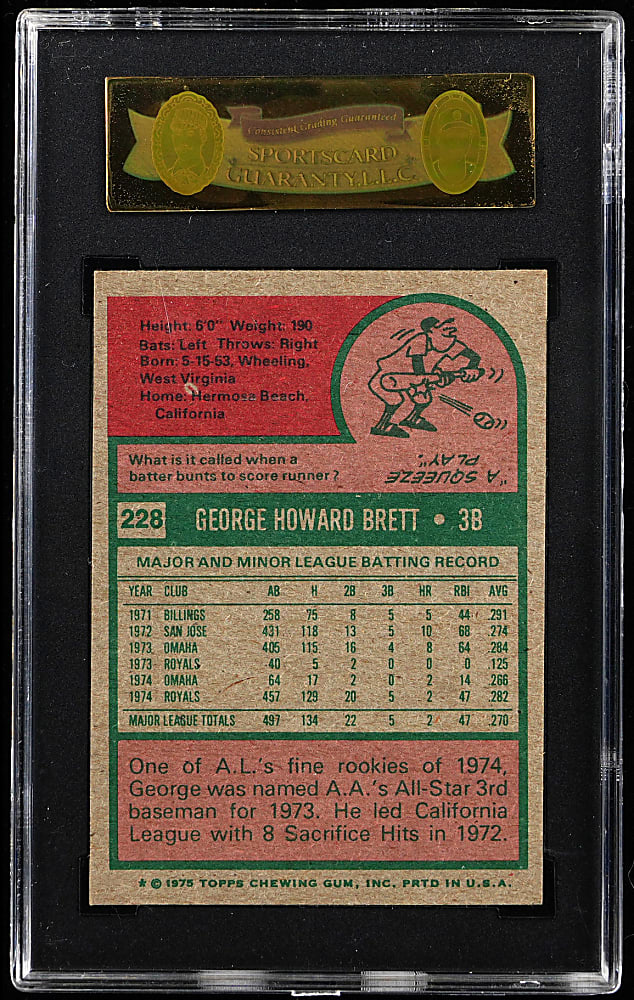 Consistent Grading Guaranteed
SPORTSCARD
GUARANTY, L.L.C.
Height: 6'0" Weight: 190
Bats: Left Throws: Right
Born: 5-15-53, Wheeling,
West Virginia
Home: Hermosa Beach,
California
What is it called when a
batter bunts to score runner?
"A SQUEEZE
PLAY".
228 GEORGE HOWARD BRETT • 3B
MAJOR AND MINOR LEAGUE BATTING RECORD
YEAR CLUB AB H 2B 3B HR RBI AVG
1971 BILLINGS 258 75 8 5 5 44 .291
1972 SAN JOSE 431 118 13 5 10 68 .274
1973 OMAHA 405 115 16 4 8 64 .284
1973 ROYALS 40 5 2 0 0 0 .125
1974 OMAHA 64 17 2 0 2 14 .266
1974 ROYALS 457 129 20 5 2 47 .282
MAJOR LEAGUE TOTALS 497 134 22 5 2 47 .270
One of A.L.'s fine rookies of 1974,
George was named A.A.'s All-Star 3rd
baseman for 1973. He led California
League with 8 Sacrifice Hits in 1972.
* © 1975 TOPPS CHEWING GUM, INC. PRTD IN U.S.A.